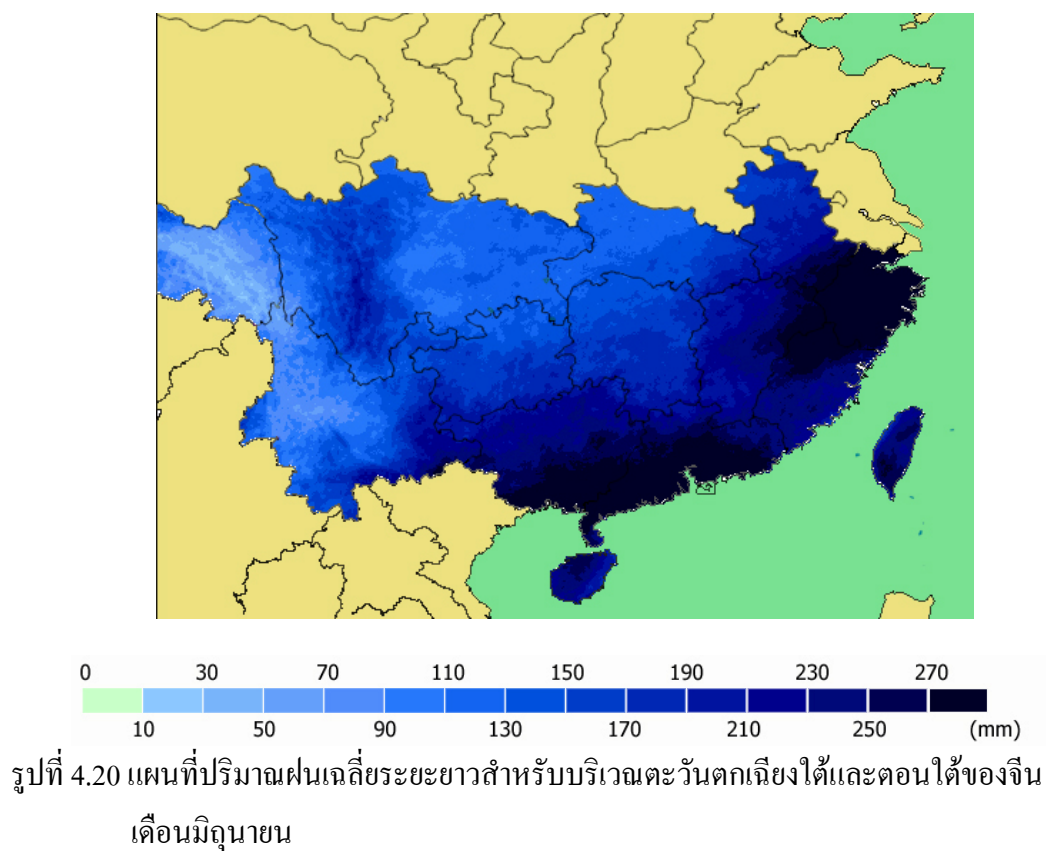 0 30 70 110 150 190 230 270
10 50 90 130 170 210 250 (mm)
รูปที่ 4.20 แผนที่ปริมาณฝนเฉลี่ยระยะยาวสำหรับบริเวณตะวันตกเฉียงใต้และตอนใต้ของจีน
เดือนมิถุนายน